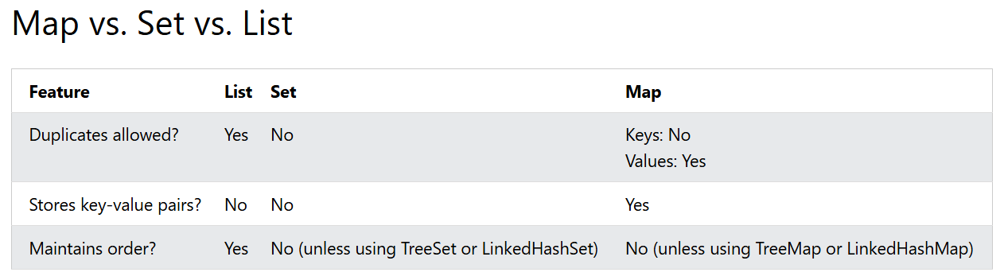 Map vs. Set vs. List
Feature List Set Map
Duplicates allowed? Yes No Keys: No
Values: Yes
Stores key-value pairs? No No Yes
Maintains order? Yes No (unless using TreeSet or LinkedHashSet) No (unless using TreeMap or LinkedHashMap)